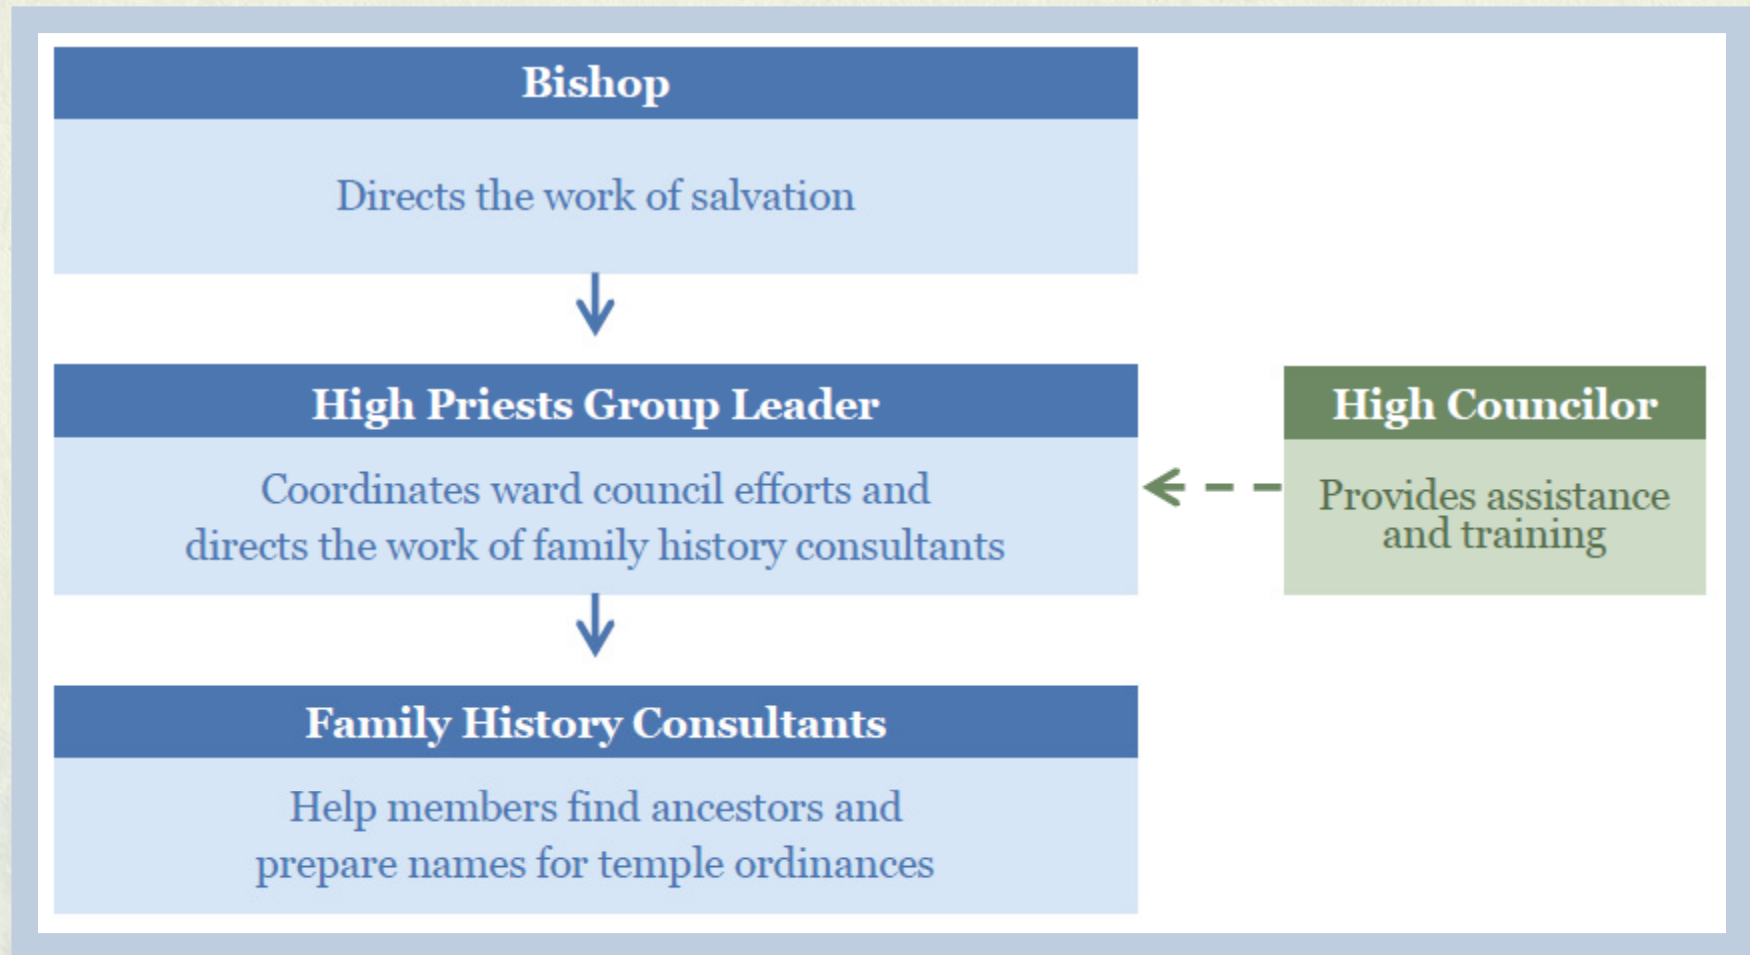 Bishop
Directs the work of salvation
High Priests Group Leader
Coordinates ward council efforts and
directs the work of family history consultants
High Councilor
Provides assistance
and training
Family History Consultants
Help members find ancestors and
prepare names for temple ordinances